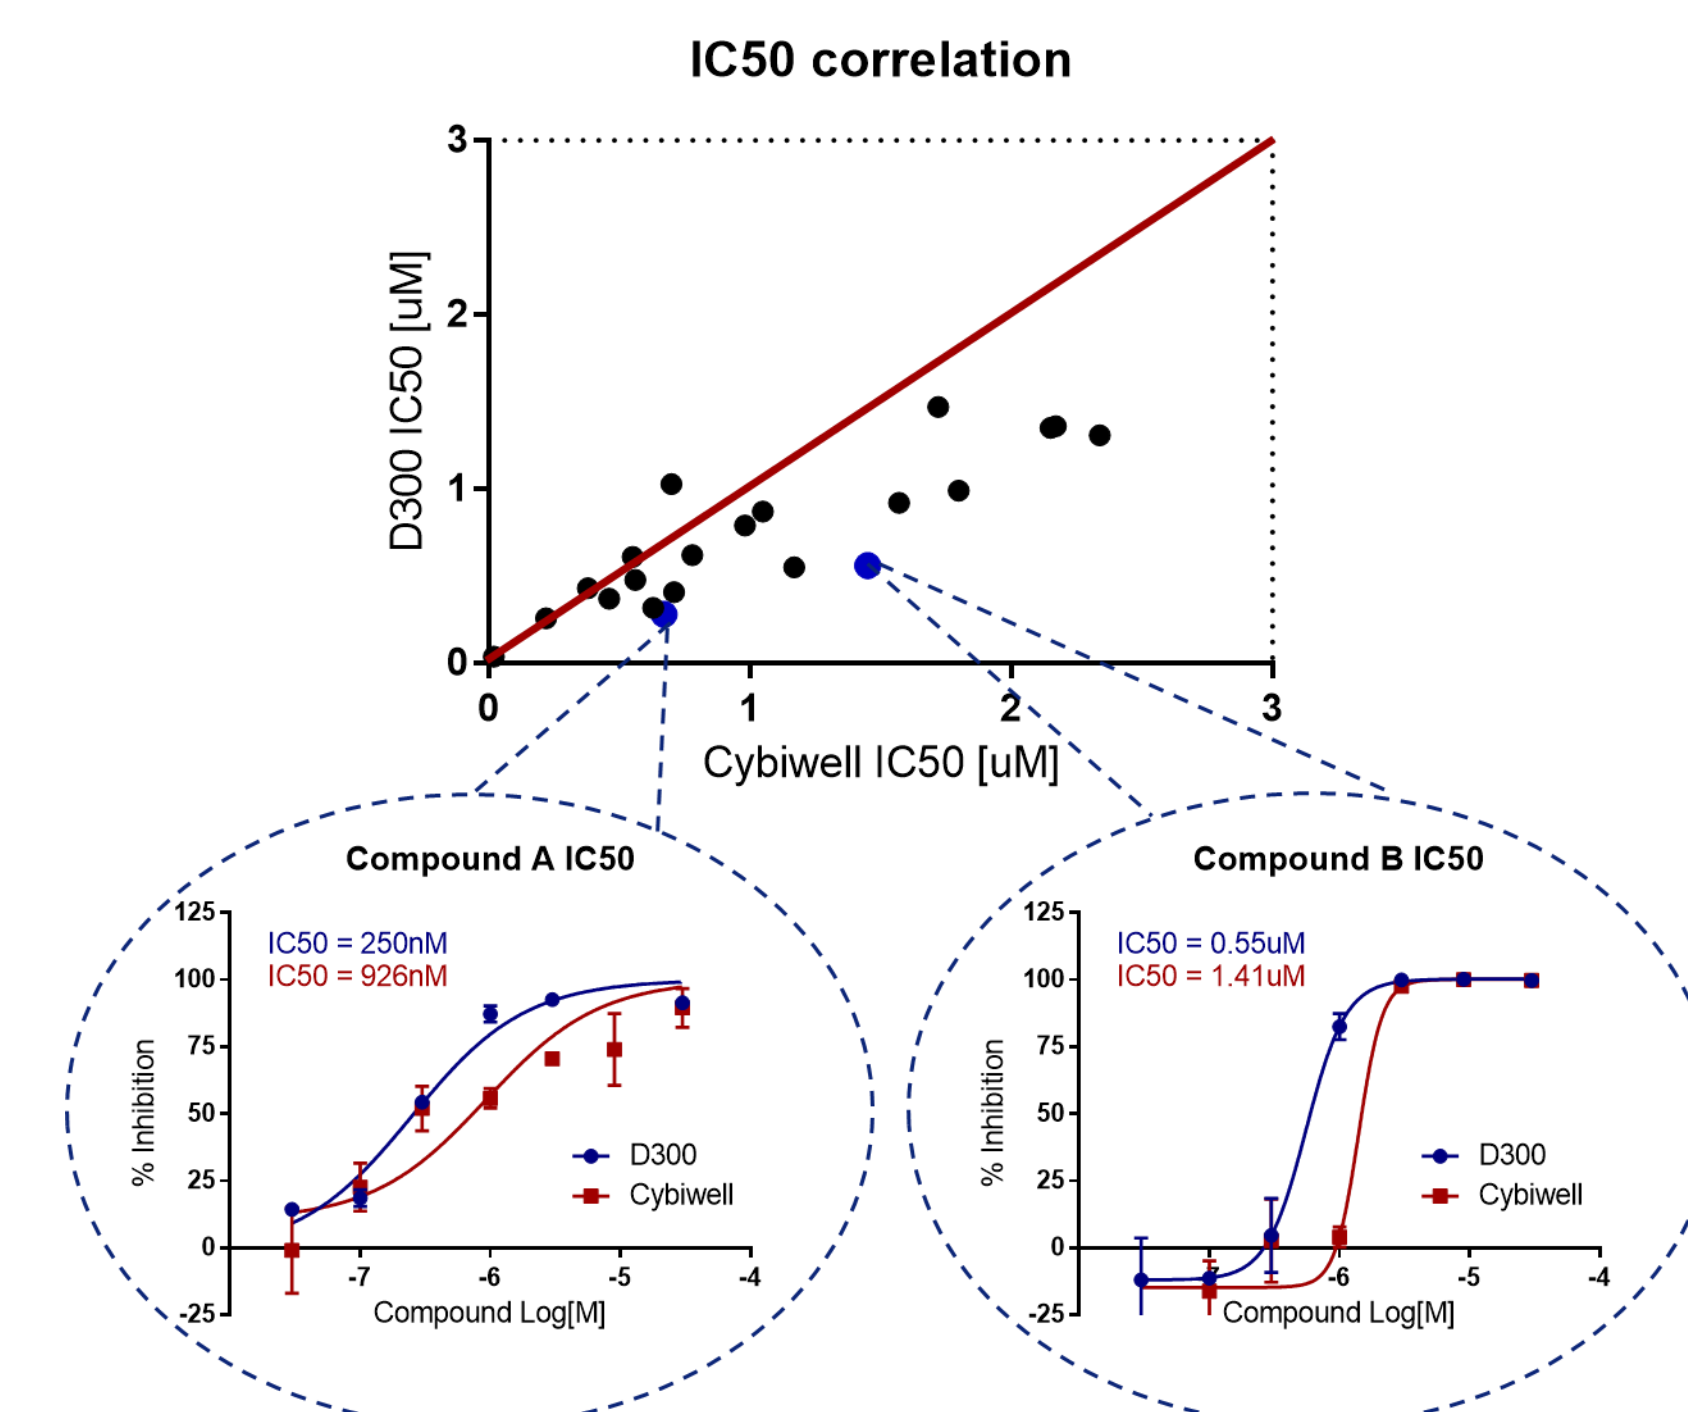 IC50 correlation
3
2
1
0
D300 IC50 [uM]
0 1 2 3
Cybiwell IC50 [uM]
Compound A IC50
125
100
75
50
25
0
-25
% Inhibition
IC50 = 250nM
IC50 = 926nM
D300
Cybiwell
-7 -6 -5 -4
Compound Log[M]
Compound B IC50
125
100
75
50
25
0
-25
% Inhibition
IC50 = 0.55uM
IC50 = 1.41uM
D300
Cybiwell
-7 -6 -5 -4
Compound Log[M]